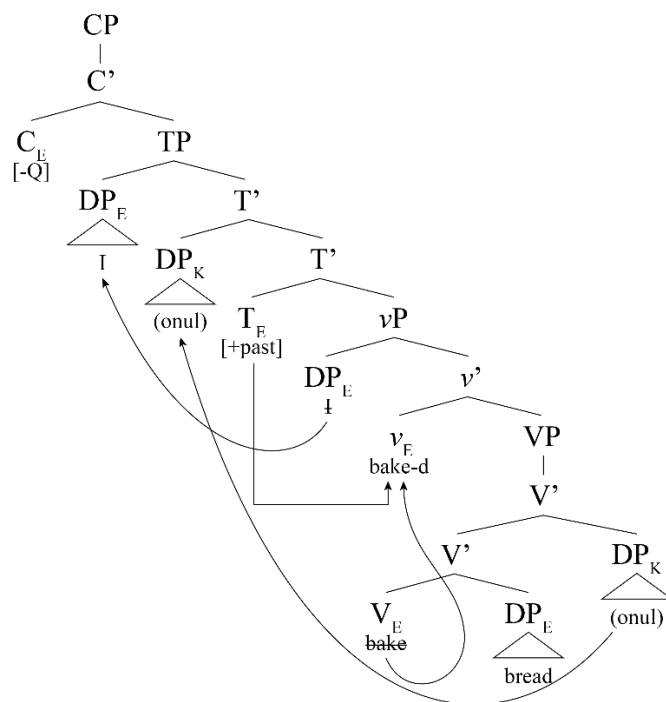 CP
C’
C_E TP
[-Q]
DP_E T’
I DP_K T’
(onul) T_E vP
[+past]
DP_E v’
I
v_E VP
bake-d
V’
V’ DP_K
(onul)
V_E DP_E
bake
bread